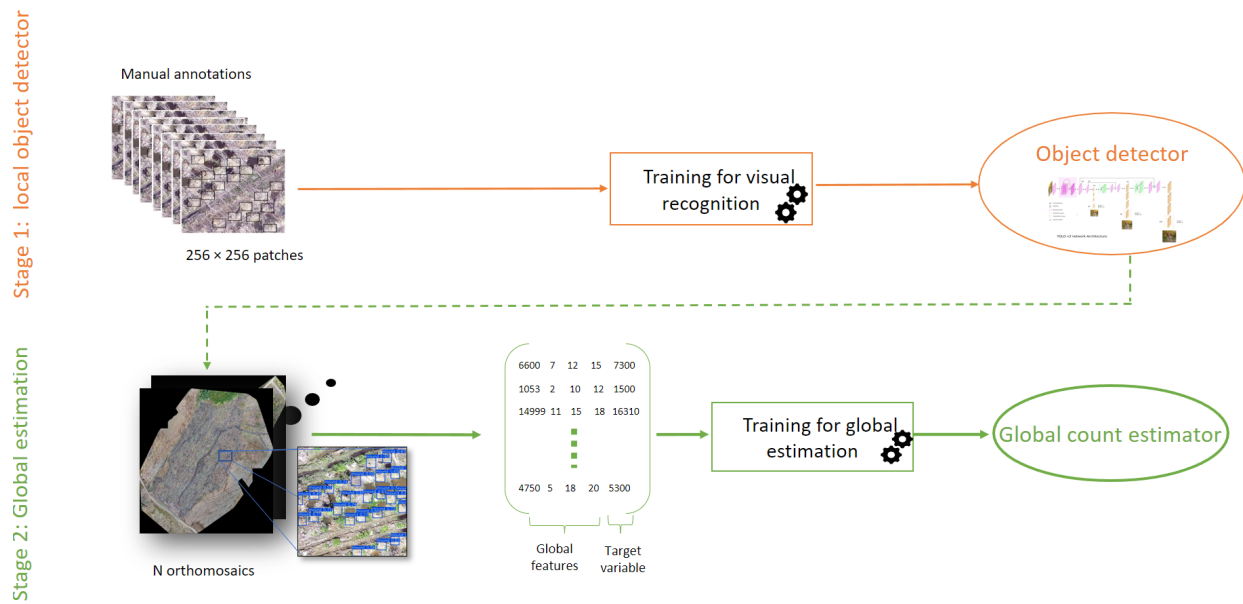 Stage 1: local object detector
Manual annotations
256 × 256 patches
Training for visual
recognition
Object detector
Stage 2: Global estimation
N orthomosaics
6600 7 12 15 7300
1053 2 10 12 1500
14999 11 15 18 16310
4750 5 18 20 5300
Global
features
Target
variable
Training for global
estimation
Global count estimator